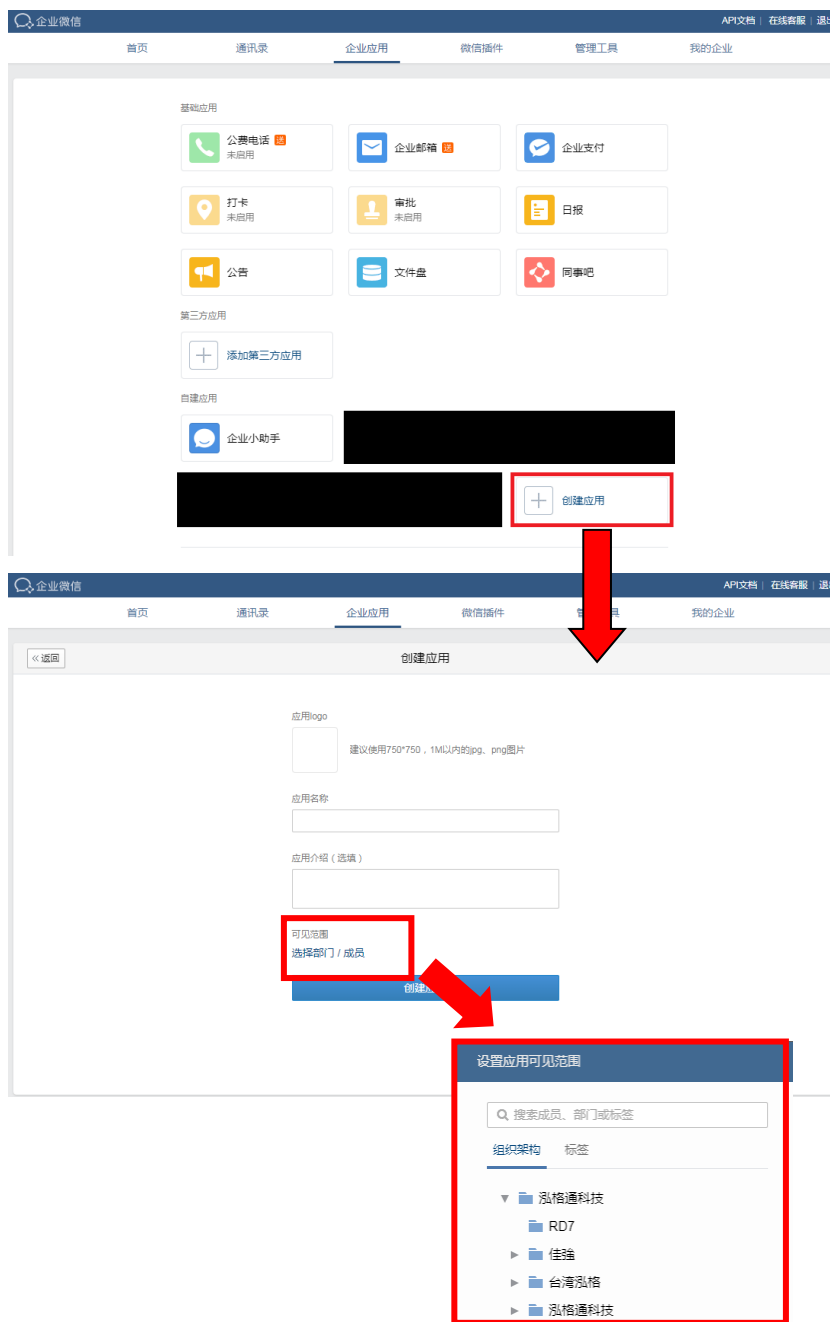 企业微信
API文档 | 在线客服 |
首页 通讯录 企业应用 微信插件 管理工具 我的企业
基础应用
公费电话 送
未启用
企业邮箱 送
企业支付
打卡
未启用
审批
未启用
日报
公告
文件盘
同事吧
第三方应用
添加第三方应用
自建应用
企业小助手
创建应用
企业微信
API文档 | 在线客服 |
首页 通讯录 企业应用 微信插件 我的企业
《 返回
创建应用
应用logo
建议使用750*750，1M以内的jpg、png图片
应用名称
应用介绍（选填）
可见范围
选择部门 / 成员
创建
设置应用可见范围
搜索成员、部门或标签
组织架构 标签
泓格通科技
RD7
佳強
台湾泓格
泓格通科技